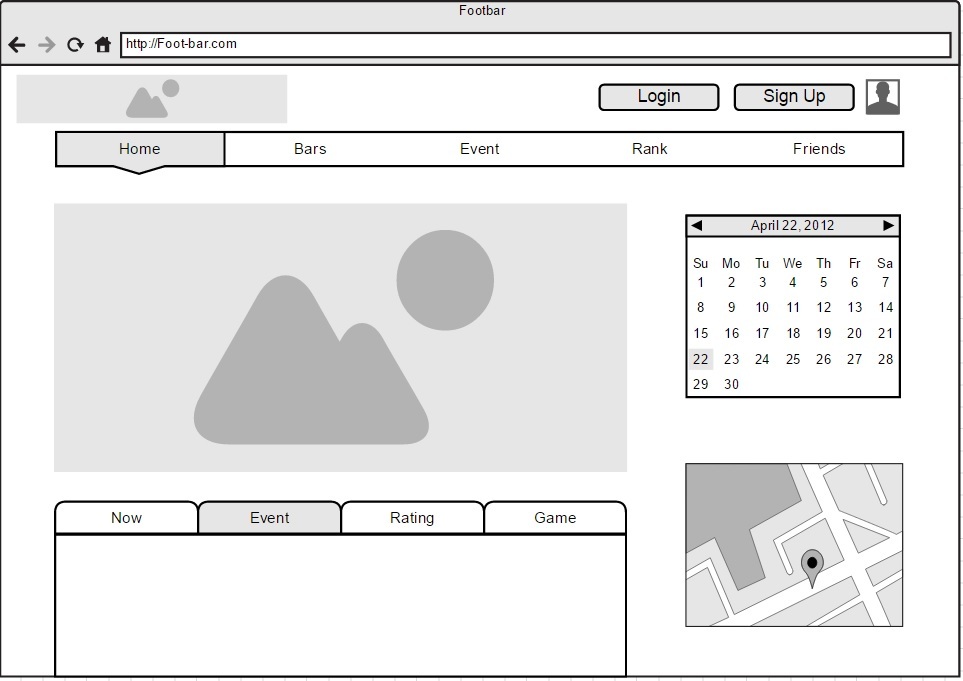 Footbar
http://Foot-bar.com
Login Sign Up
Home Bars Event Rank Friends
April 22, 2012
Su Mo Tu We Th Fr Sa
1 2 3 4 5 6 7
8 9 10 11 12 13 14
15 16 17 18 19 20 21
22 23 24 25 26 27 28
29 30
Now Event Rating Game